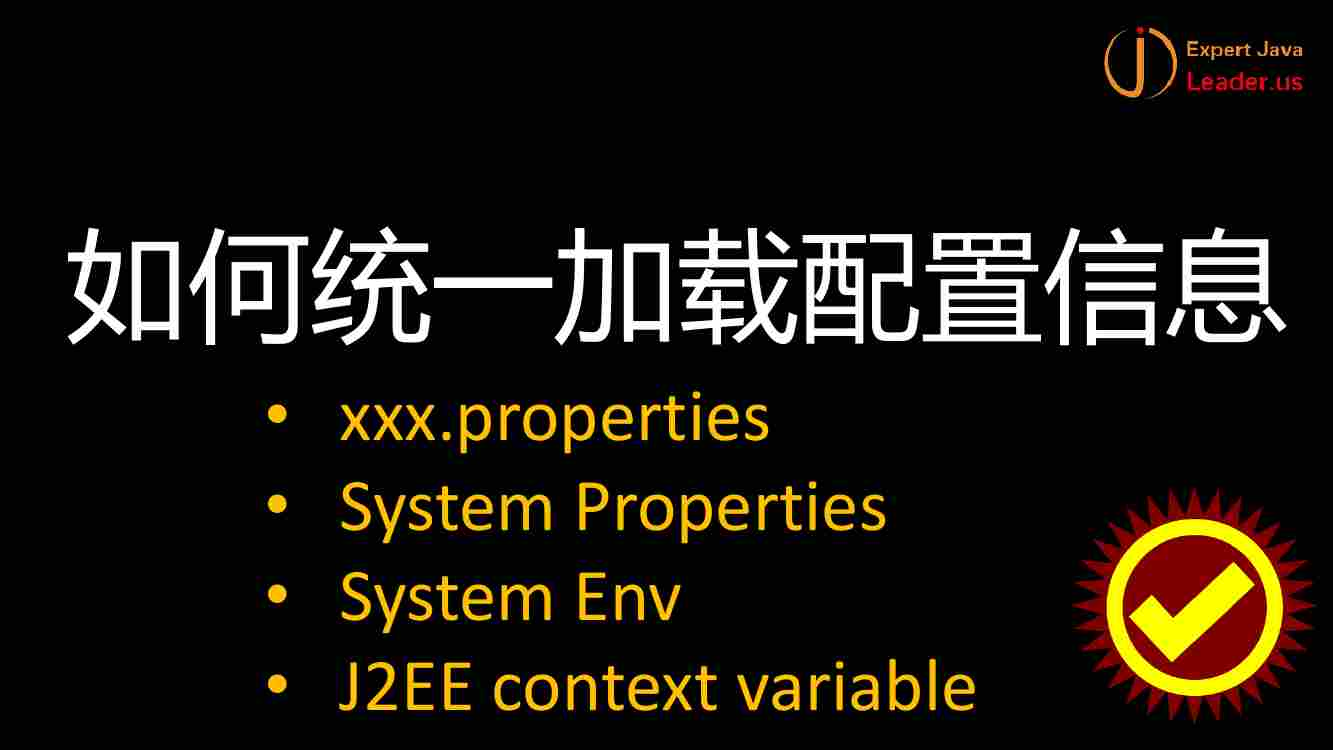 Expert Java
Leader.us
如何统一加载配置信息
• xxx.properties
• System Properties
• System Env
• J2EE context variable